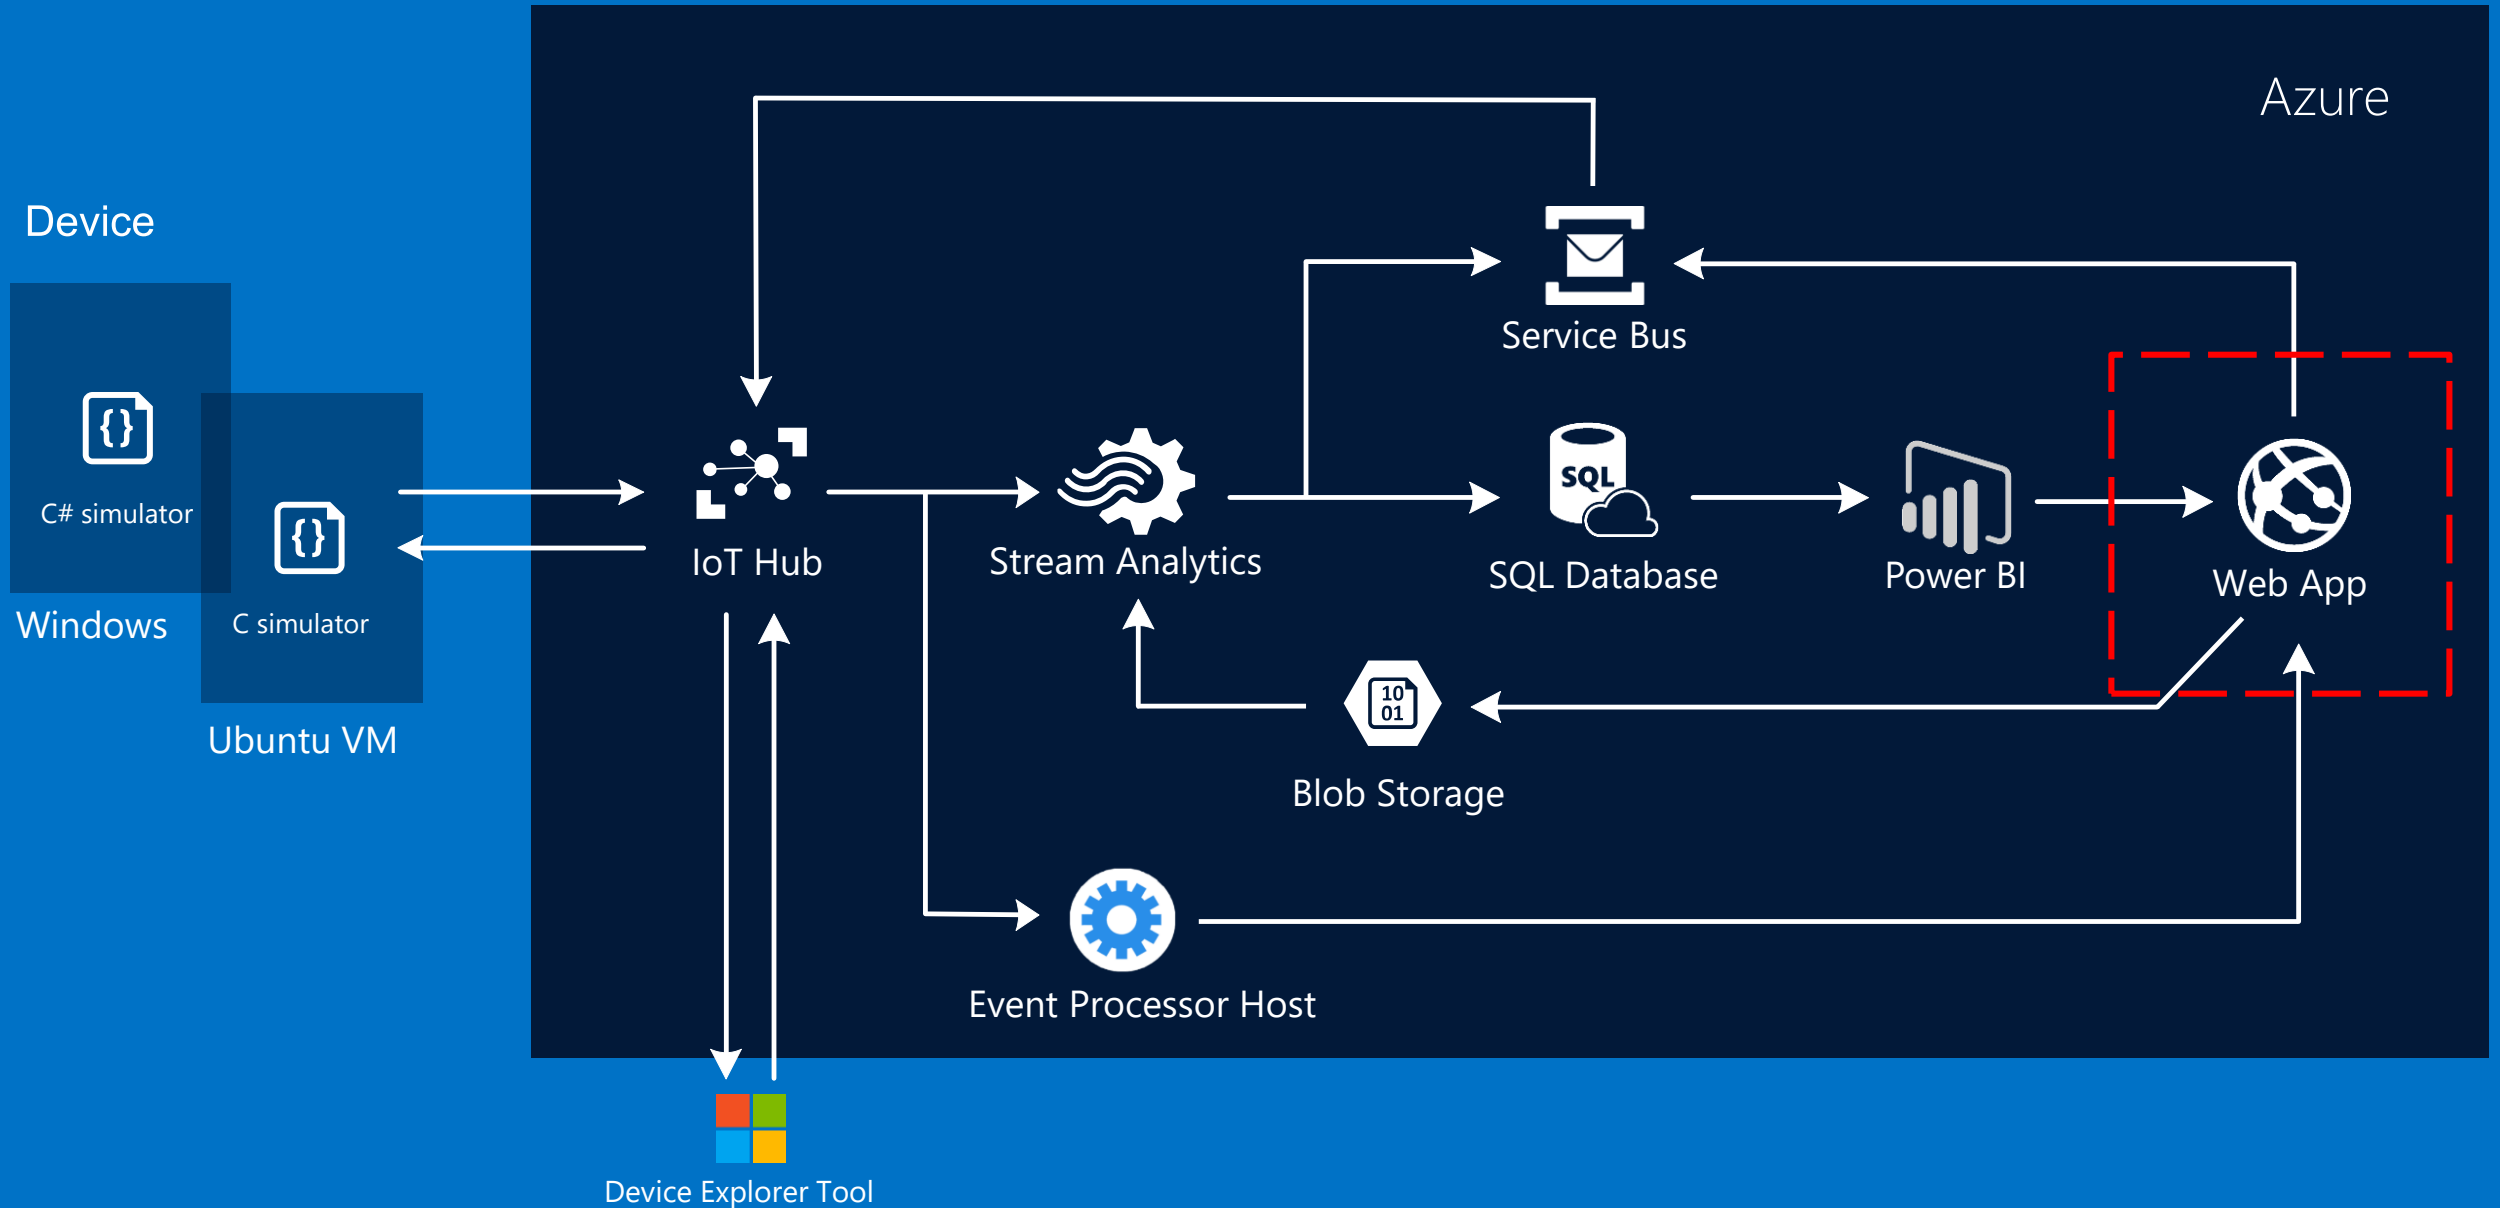 Azure
Device
Service Bus
C# simulator
IoT Hub
Stream Analytics
SQL
SQL Database
Power BI
Web App
Windows
C simulator
Ubuntu VM
10
01
Blob Storage
Event Processor Host
Device Explorer Tool